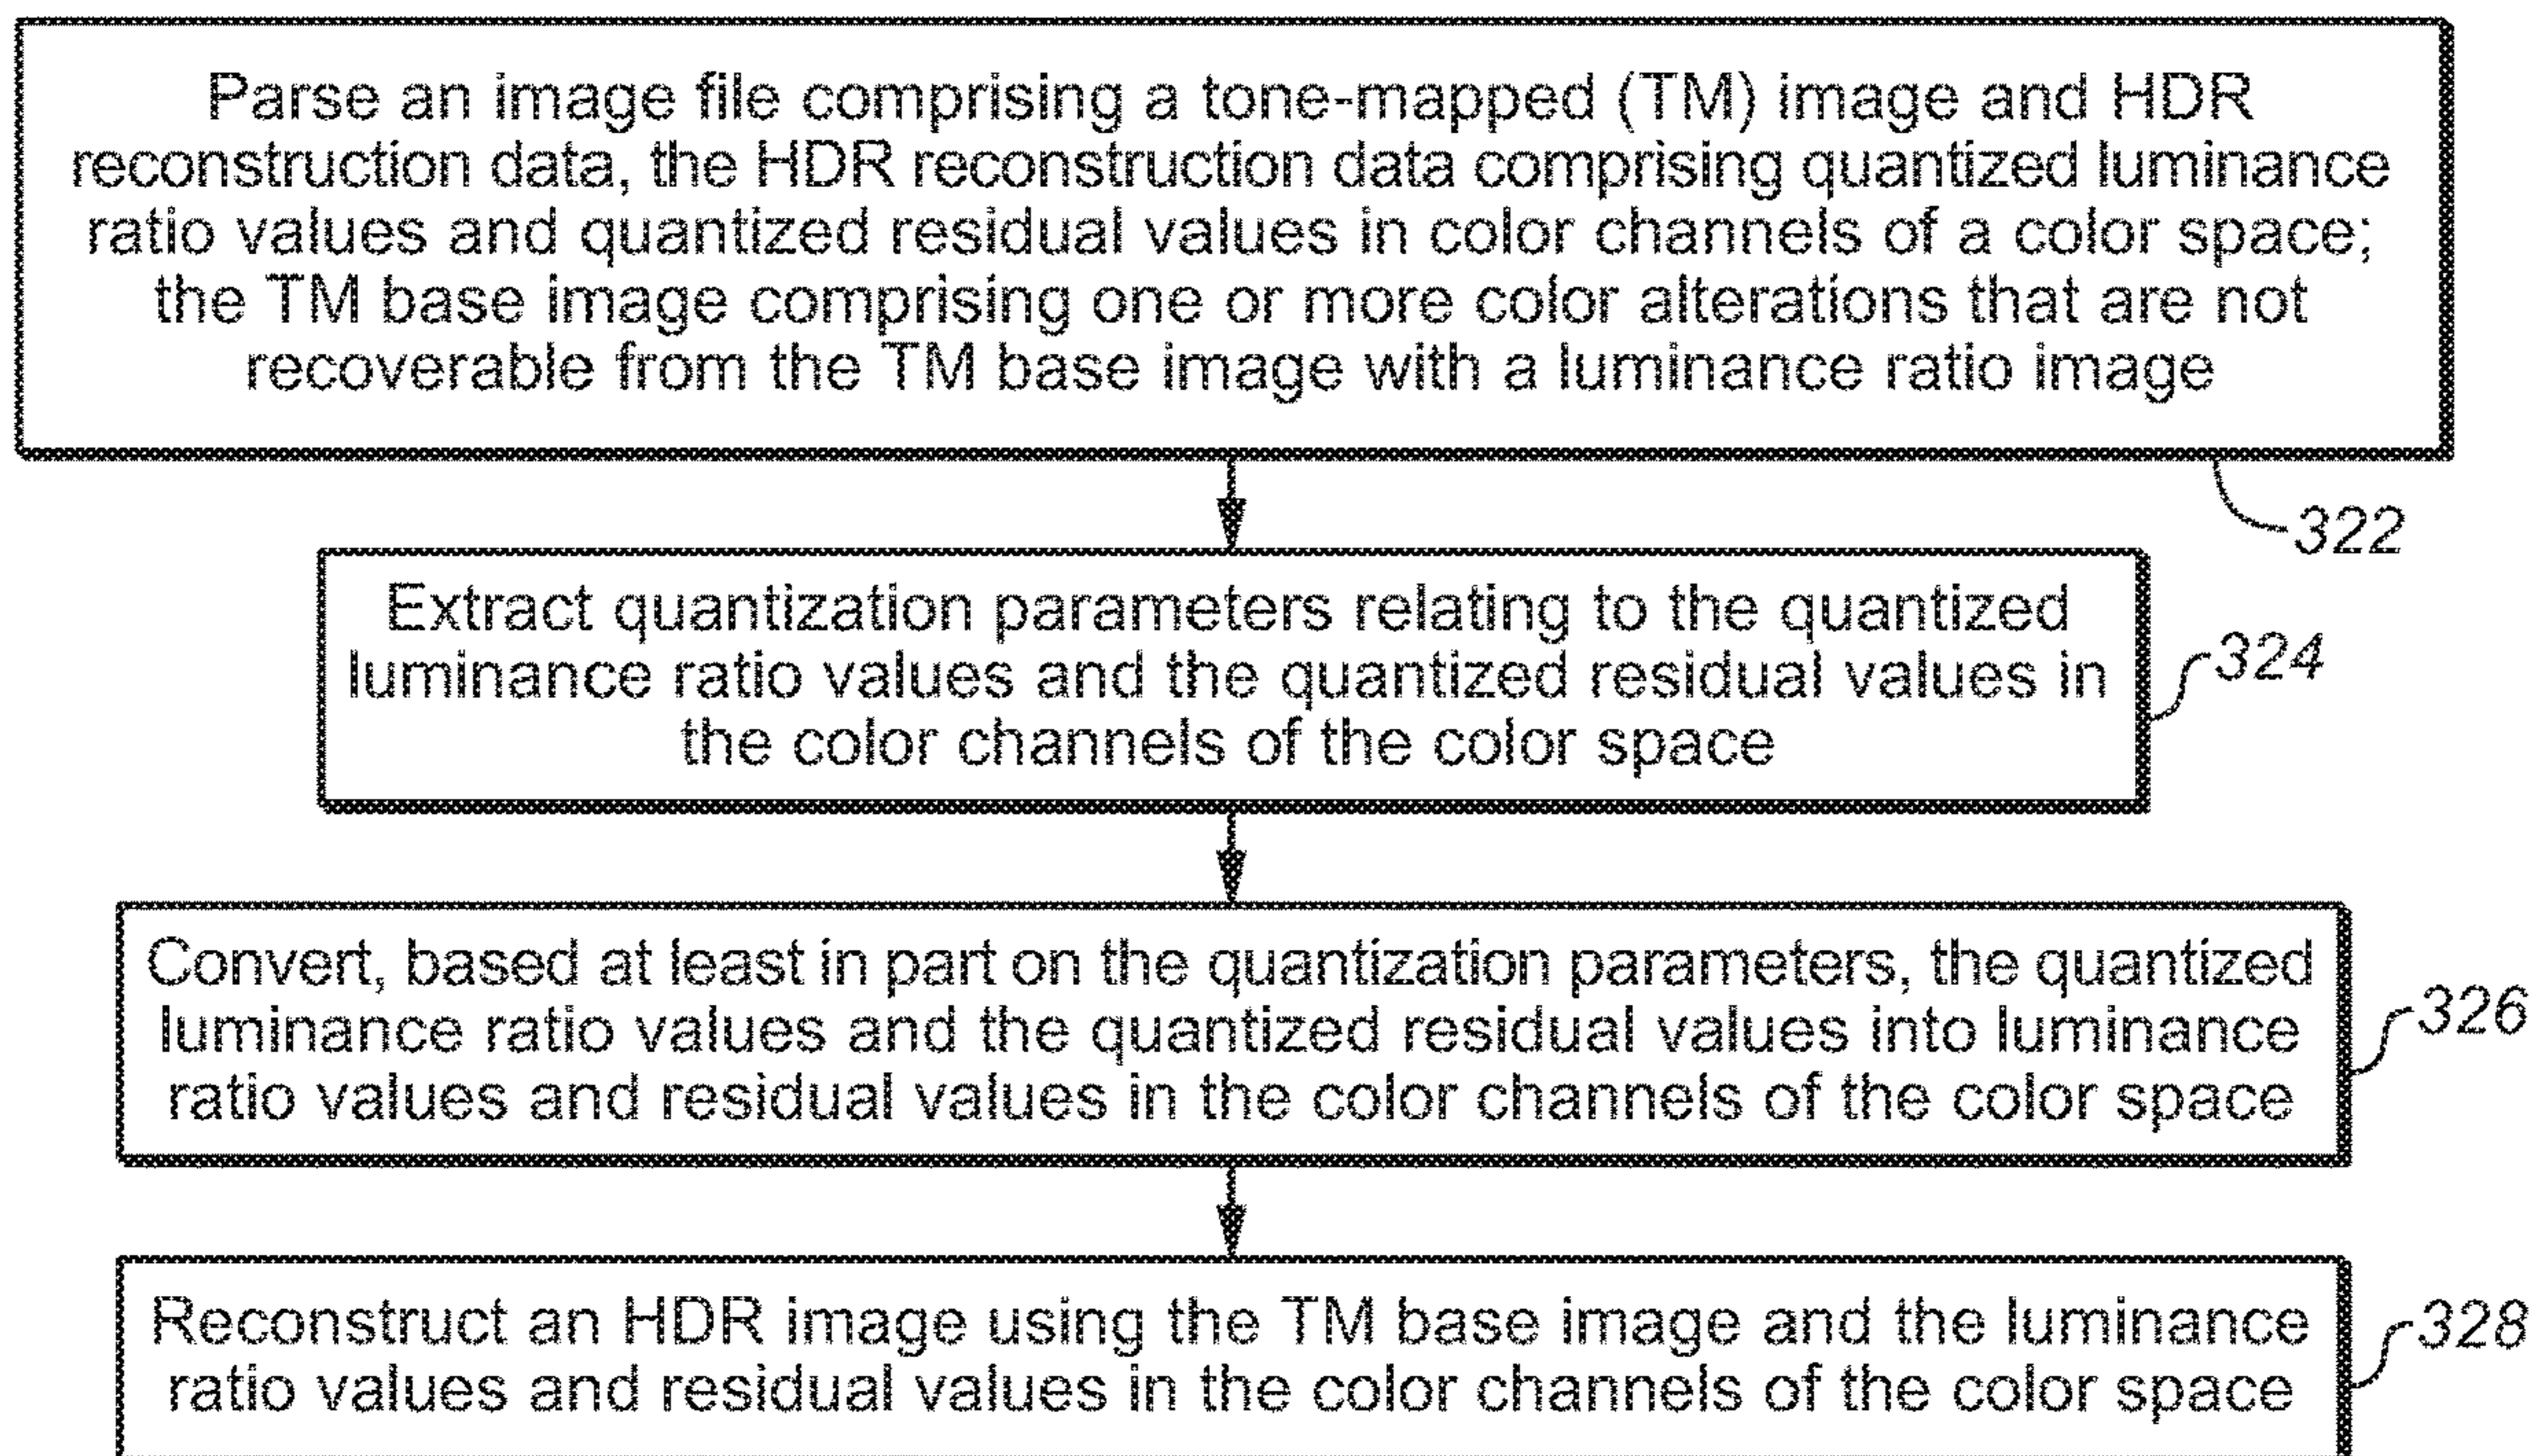 Parse an image file comprising a tone-mapped (TM) image and HDR
reconstruction data, the HDR reconstruction data comprising quantized luminance
ratio values and quantized residual values in color channels of a color space;
the TM base image comprising one or more color alterations that are not
recoverable from the TM base image with a luminance ratio image
322
Extract quantization parameters relating to the quantized
luminance ratio values and the quantized residual values in
the color channels of the color space
324
Convert, based at least in part on the quantization parameters, the quantized
luminance ratio values and the quantized residual values into luminance
ratio values and residual values in the color channels of the color space
326
Reconstruct an HDR image using the TM base image and the luminance
ratio values and residual values in the color channels of the color space
328